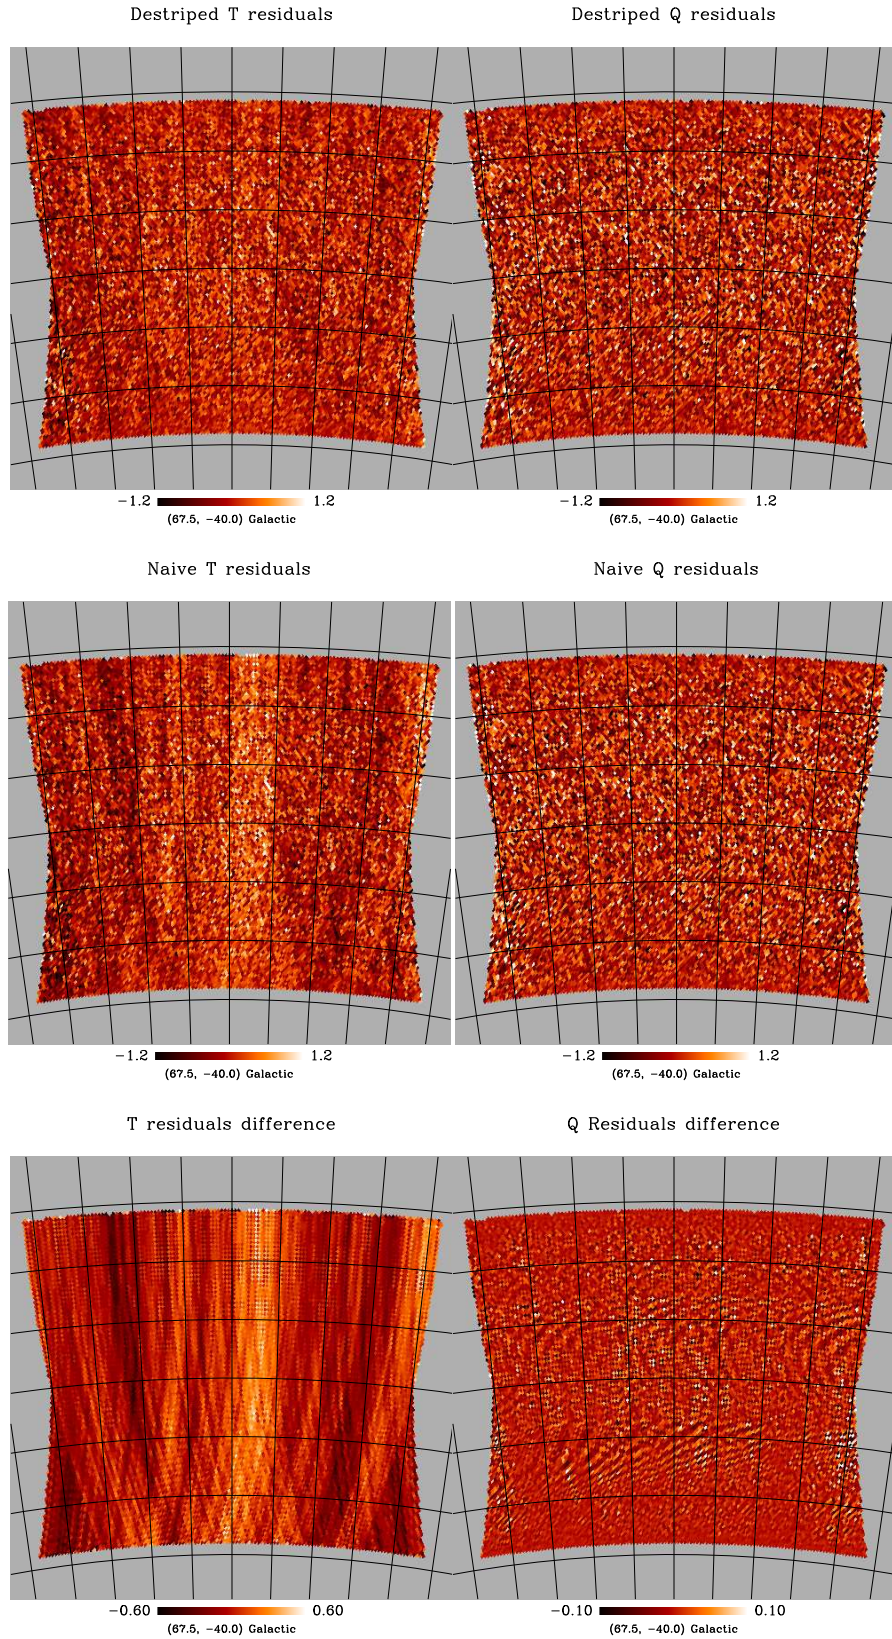 Destriped T residuals
Destriped Q residuals
−1.2 1.2
(67.5, −40.0) Galactic
−1.2 1.2
(67.5, −40.0) Galactic
Naive T residuals
Naive Q residuals
−1.2 1.2
(67.5, −40.0) Galactic
−1.2 1.2
(67.5, −40.0) Galactic
T residuals difference
Q Residuals difference
−0.60 0.60
(67.5, −40.0) Galactic
−0.10 0.10
(67.5, −40.0) Galactic